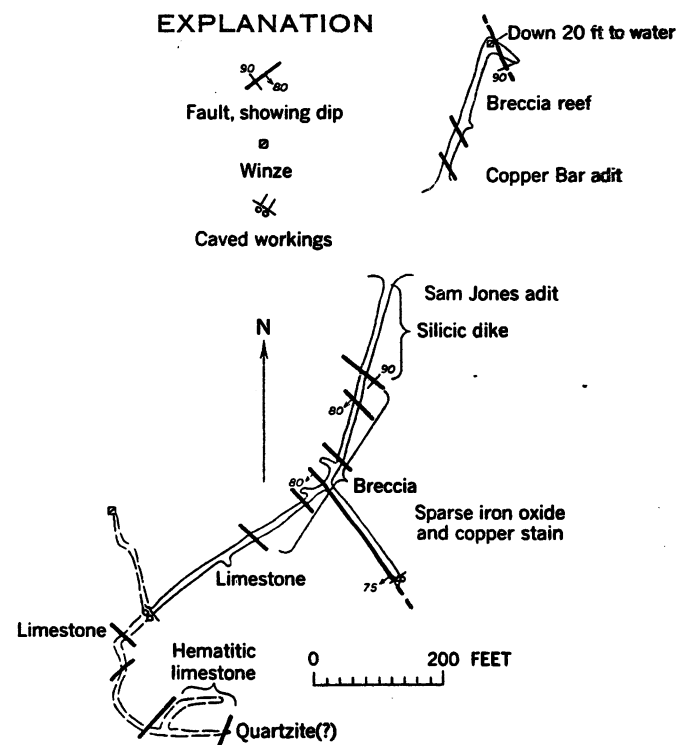 EXPLANATION
90
80
Fault, showing dip
Winze
Caved workings
Down 20 ft to water
90
Breccia reef
Copper Bar adit
Sam Jones adit
Silicic dike
N
90
80
80
Breccia
Sparse iron oxide
and copper stain
75
Limestone
Limestone
Hematitic
limestone
Quartzite(?)
0 200 FEET